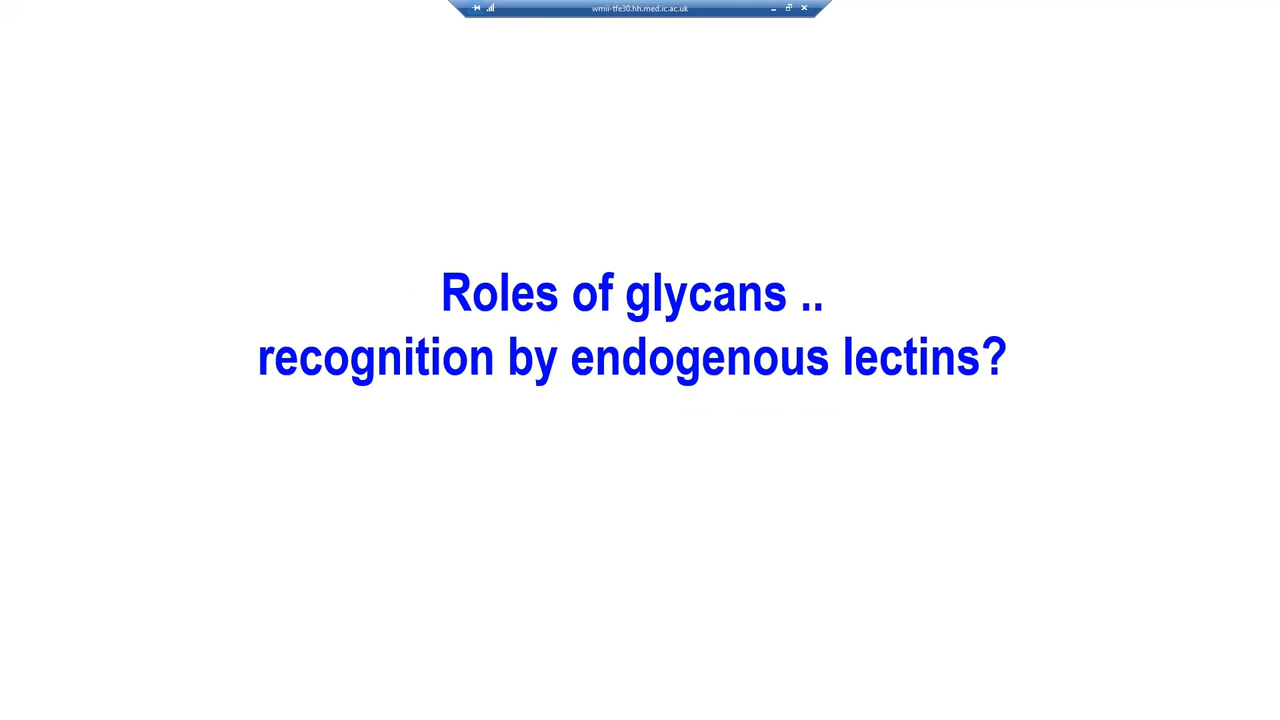 wmii-tfe30.hh.med.ic.ac.uk
Roles of glycans ..
recognition by endogenous lectins?